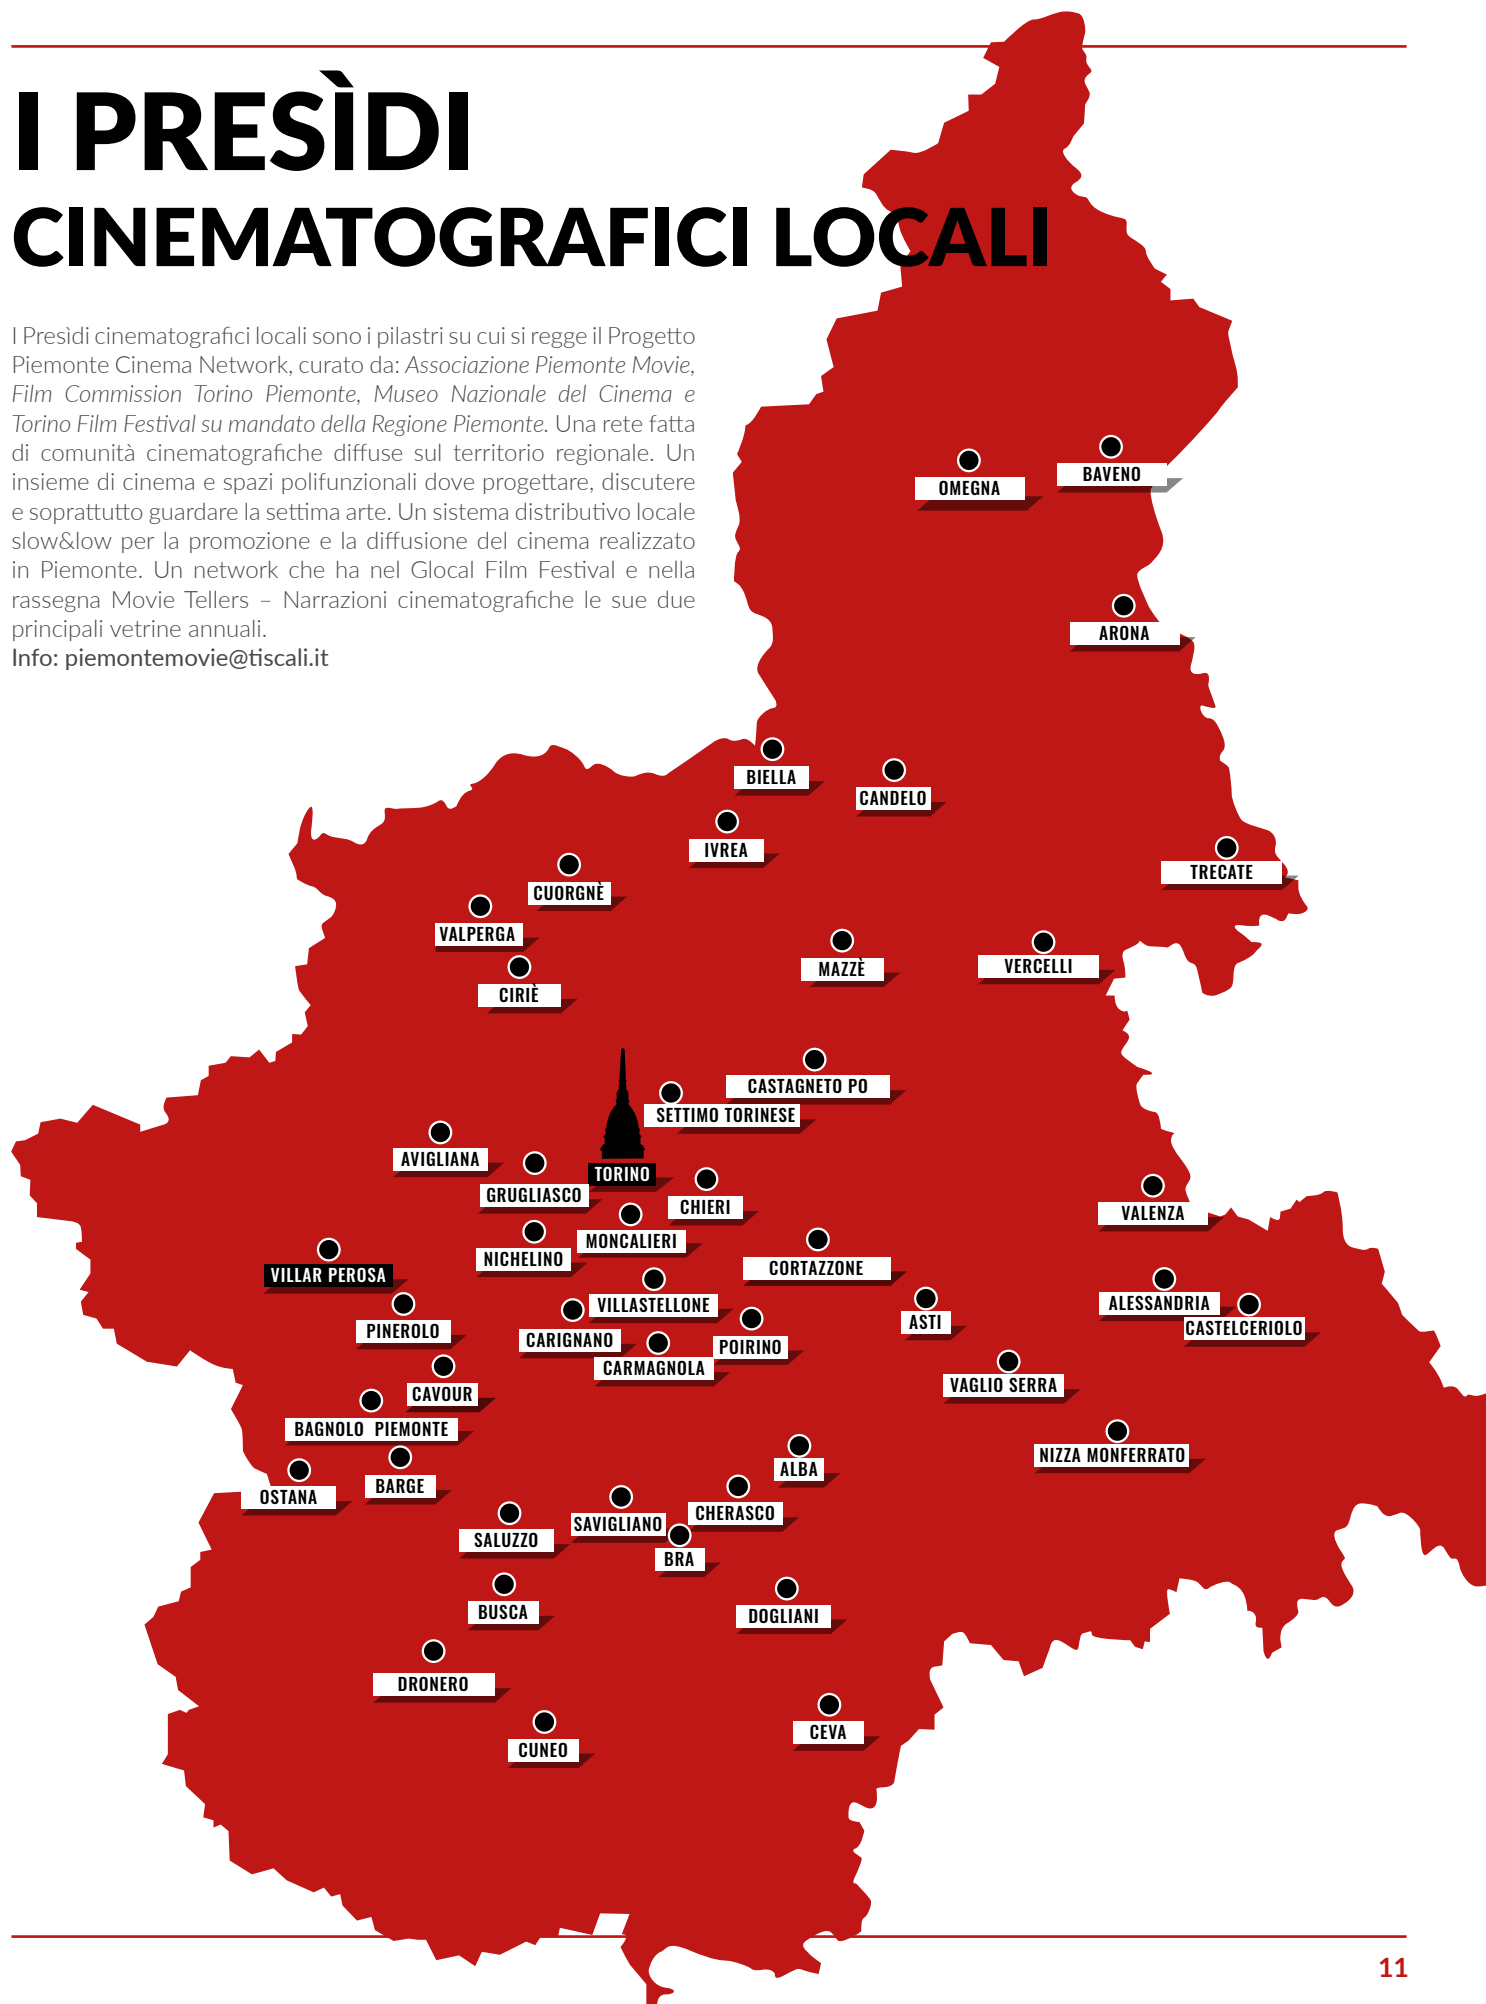 I PRESÌDI
CINEMATOGRAFICI LOCALI
I Presìdi cinematografici locali sono i pilastri su cui si regge il Progetto
Piemonte Cinema Network, curato da: Associazione Piemonte Movie,
Film Commission Torino Piemonte, Museo Nazionale del Cinema e
Torino Film Festival su mandato della Regione Piemonte. Una rete fatta
di comunità cinematografiche diffuse sul territorio regionale. Un
insieme di cinema e spazi polifunzionali dove progettare, discutere
e soprattutto guardare la settima arte. Un sistema distributivo locale
slow&low per la promozione e la diffusione del cinema realizzato
in Piemonte. Un network che ha nel Glocal Film Festival e nella
rassegna Movie Tellers – Narrazioni cinematografiche le sue due
principali vetrine annuali.
Info: piemontemovie@tiscali.it
BAVENO
OMEGNA
ARONA
BIELLA
CANDELO
IVREA
TRECATE
CUORGNÈ
VALPERGA
MAZZÈ
VERCELLI
CIRIÈ
CASTAGNETO PO
SETTIMO TORINESE
AVIGLIANA
TORINO
GRUGLIASCO
CHIERI
VALENZA
MONCALIERI
NICHELINO
CORTAZZONE
VILLAR PEROSA
VILLASTELLONE
ALESSANDRIA
ASTI
CASTELCERIOLO
PINEROLO
CARIGNANO
POIRINO
CARMAGNOLA
VAGLIO SERRA
CAVOUR
BAGNOLO PIEMONTE
NIZZA MONFERRATO
ALBA
BARGE
OSTANA
CHERASCO
SAVIGLIANO
SALUZZO
BRA
BUSCA
DOGLIANI
DRONERO
CEVA
CUNEO
11